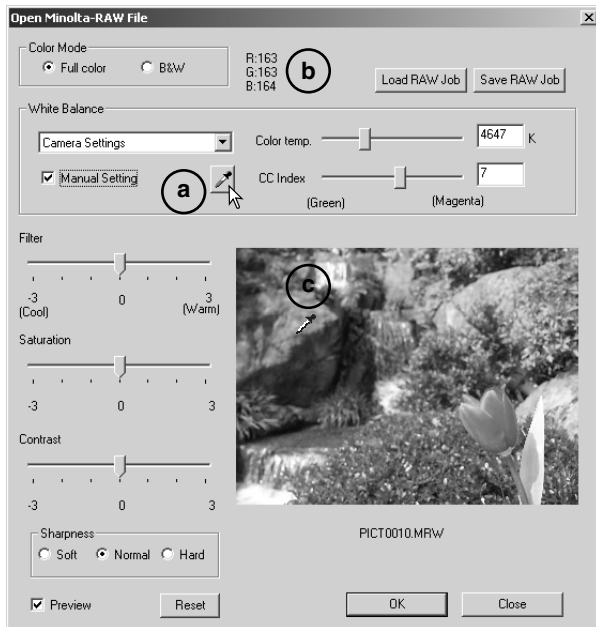 Open Minolta-RAW File
Color Mode
Full color
B&W
R:163
G:163
B:164
b
Load RAW Job
Save RAW Job
White Balance
Camera Settings
Color temp.
4647
K
Manual Setting
a
CC Index
7
(Green)
(Magenta)
Filter
-3
0
3
(Cool)
(Warm)
c
Saturation
-3
0
3
Contrast
-3
0
3
Sharpness
Soft
Normal
Hard
PICT0010.MRW
Preview
Reset
OK
Close